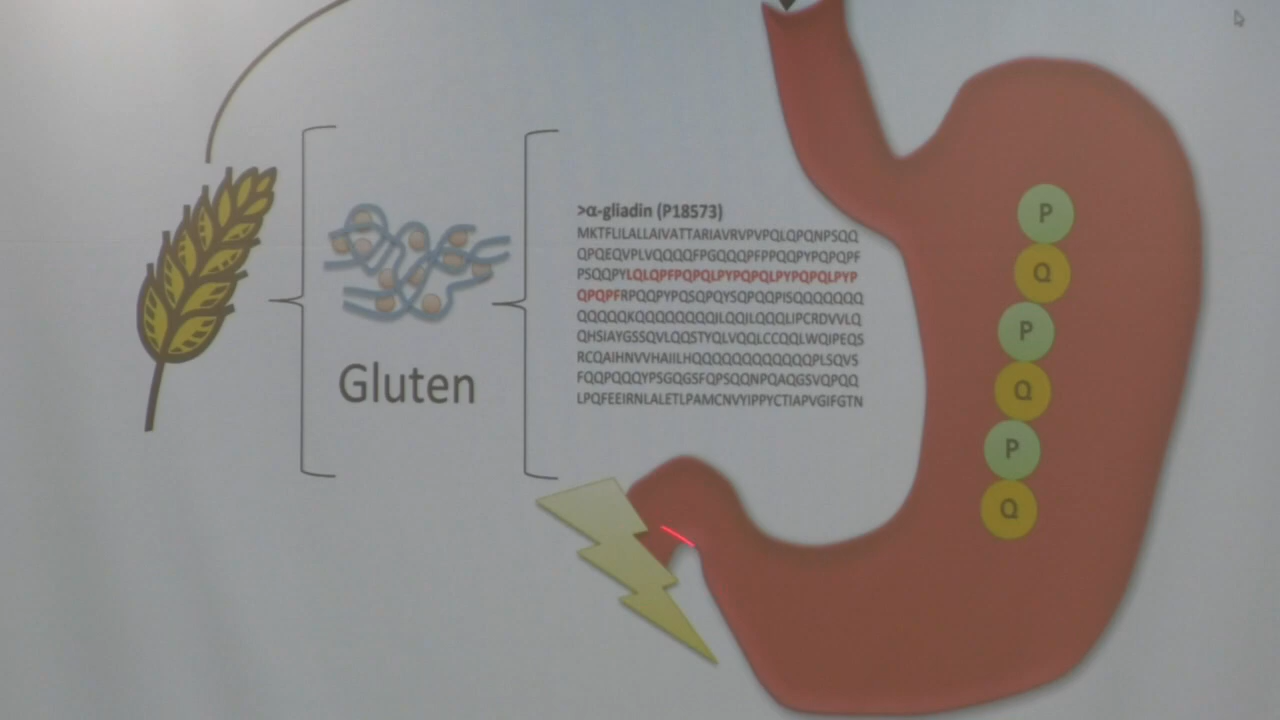 >α-gliadin (P18573)
MKTFLILALLAIVATTARIAVRVPVPQLQPQNPSQQ
QPQEQVPLVQQQQFPGQQQPFPPQQPYPQPQPF
PSQQPYLQLQPFPQPQLPYPQPQLPYPQPQLPYP
QPQPFRPQQPYPQSQPQYSQPQQPISQQQQQQQ
QQQQQKQQQQQQQQILQQILQQQLIPCRDVVLQ
QHSIAYGSSQVLQQSTYQLVQQLCCQQLWQIPEQS
RCQAIHNVVHAIILHQQQQQQQQQQQQPLSQVS
FQQPQQQYPSGQGSFQPSQQNPQAQGSVQPQQ
LPQFEEIRNLALETLPAMCNVYIPPYCTIAPVGIFGTN
Gluten
P
Q
P
Q
P
Q